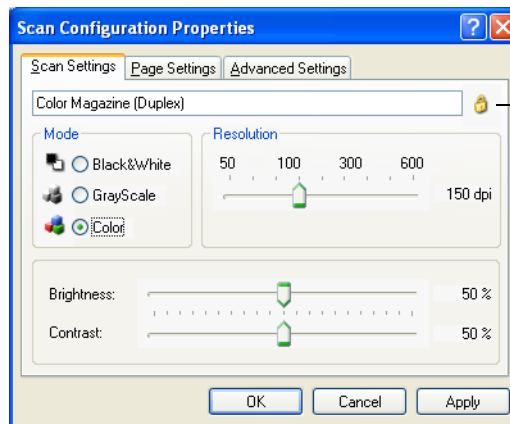 Scan Configuration Properties
Scan Settings Page Settings Advanced Settings
Color Magazine (Duplex)
Mode Resolution
Black&White 50 100 300 600
GrayScale 150 dpi
Color
Brightness: 50 %
Contrast: 50 %
OK Cancel Apply